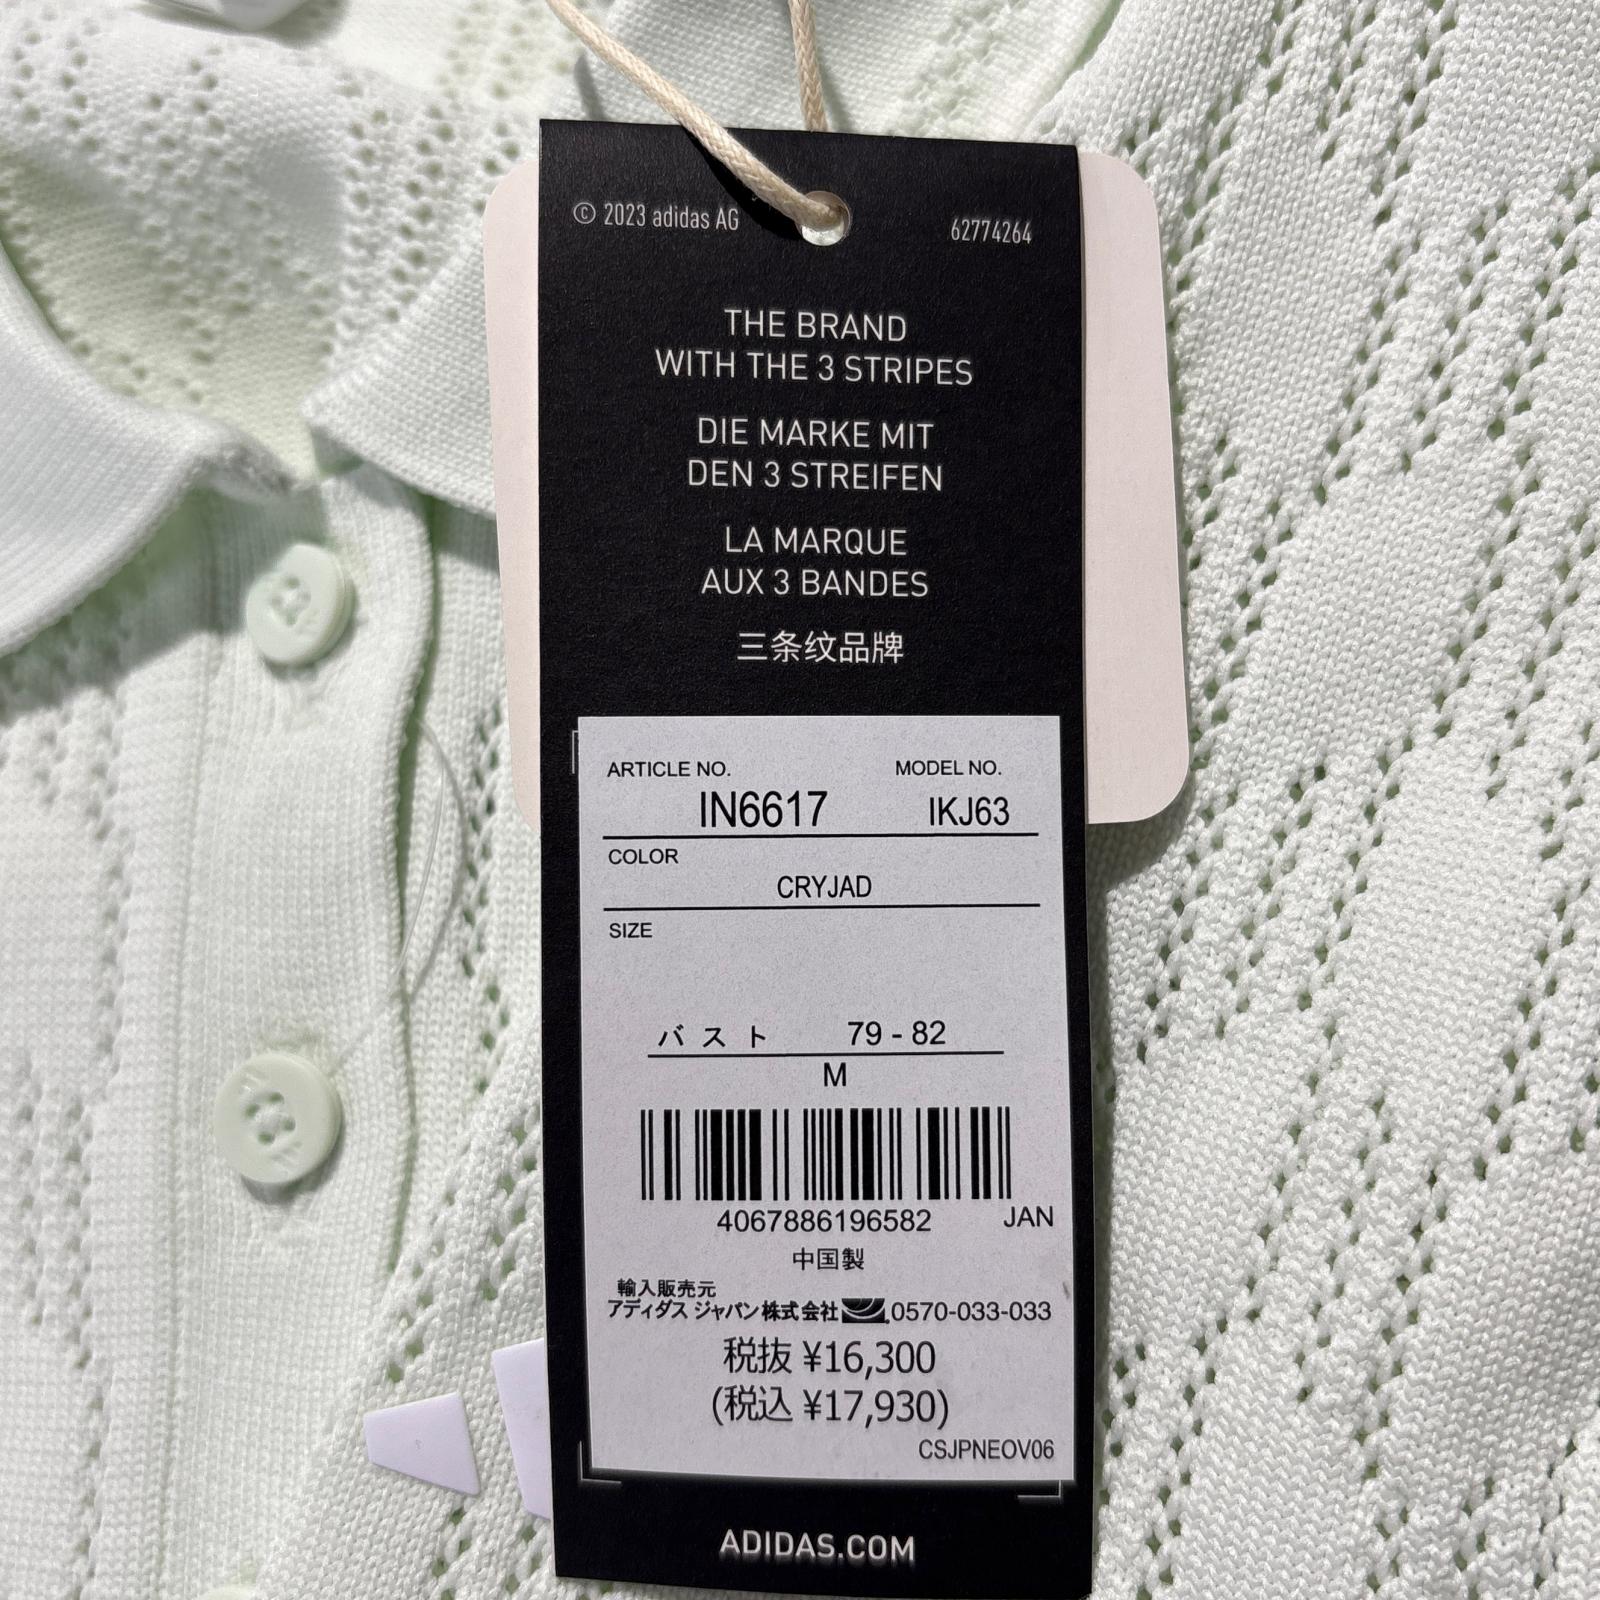 © 2023 adidas AG
62774264
THE BRAND
WITH THE 3 STRIPES
DIE MARKE MIT
DEN 3 STREIFEN
LA MARQUE
AUX 3 BANDES
三条纹品牌
ARTICLE NO. MODEL NO.
IN6617 IKJ63
COLOR
CRYJAD
SIZE
バスト 79 - 82
M
4067886196582 JAN
中国製
輸入販売元
アディダス ジャパン株式会社 0570-033-033
税抜 ¥16,300
(税込 ¥17,930)
CSJPNEOV06
ADIDAS.COM